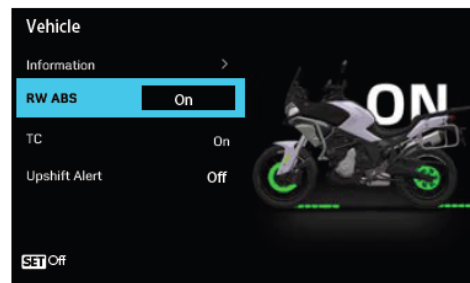 Vehicle
Information >
RW ABS On
TC On
Upshift Alert Off
ON
SET Off